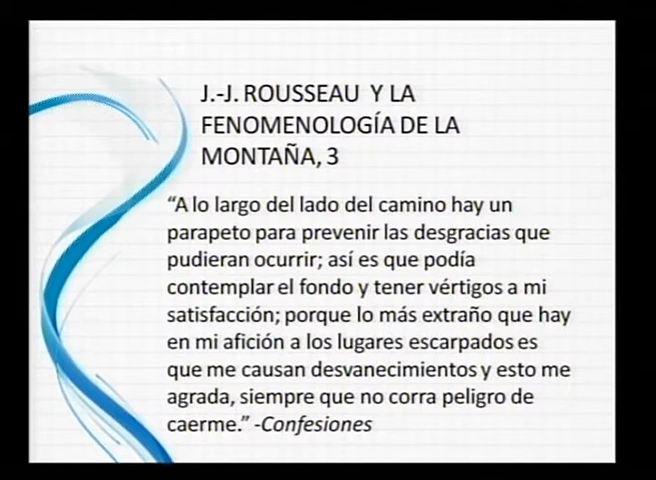 J.-J. ROUSSEAU Y LA
FENOMENOLOGÍA DE LA
MONTAÑA, 3
“A lo largo del lado del camino hay un
parapeto para prevenir las desgracias que
pudieran ocurrir; así es que podía
contemplar el fondo y tener vértigos a mi
satisfacción; porque lo más extraño que hay
en mi afición a los lugares escarpados es
que me causan desvanecimientos y esto me
agrada, siempre que no corra peligro de
caerme.” -Confesiones